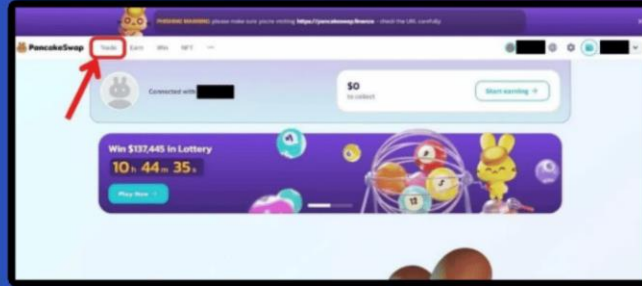 PHISHING WARNING: please make sure you're visiting https://pancakeswap.finance - check the URL carefully.
PancakeSwap Trade Earn Win NFT ...
Connected with
$0
to collect
Start earning
Win $137,445 in Lottery
10h 44m 35s
Play Now
12